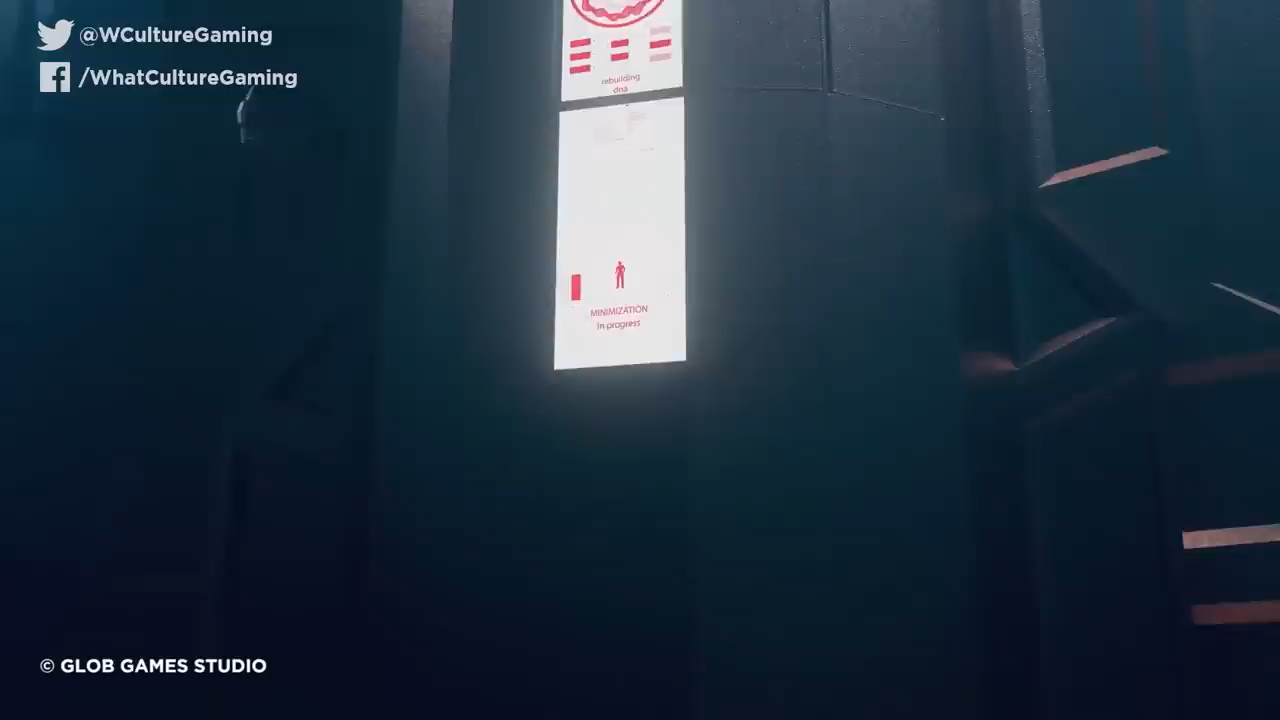 @WCultureGaming
/WhatCultureGaming
rebuilding
dna
MINIMIZATION
In progress
© GLOB GAMES STUDIO